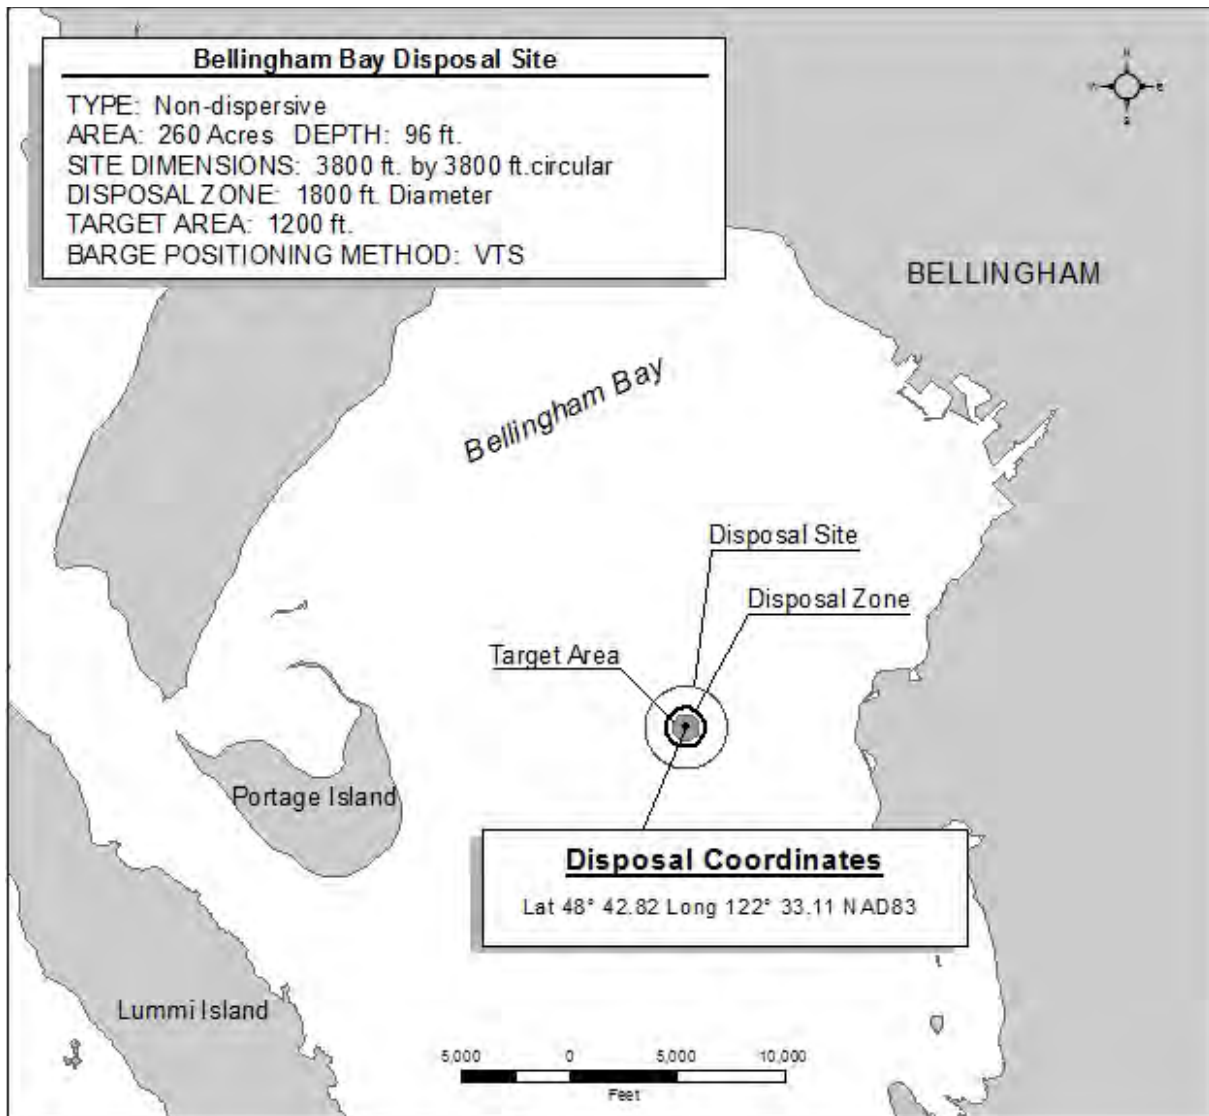 Bellingham Bay Disposal Site
TYPE: Non-dispersive
AREA: 260 Acres DEPTH: 96 ft.
SITE DIMENSIONS: 3800 ft. by 3800 ft.circular
DISPOSAL ZONE: 1800 ft. Diameter
TARGET AREA: 1200 ft.
BARGE POSITIONING METHOD: VTS
N
W E
S
BELLINGHAM
Bellingham Bay
Disposal Site
Disposal Zone
Target Area
Portage Island
Disposal Coordinates
Lat 48° 42.82 Long 122° 33.11 NAD83
Lummi Island
5,000 0 5,000 10,000
Feet